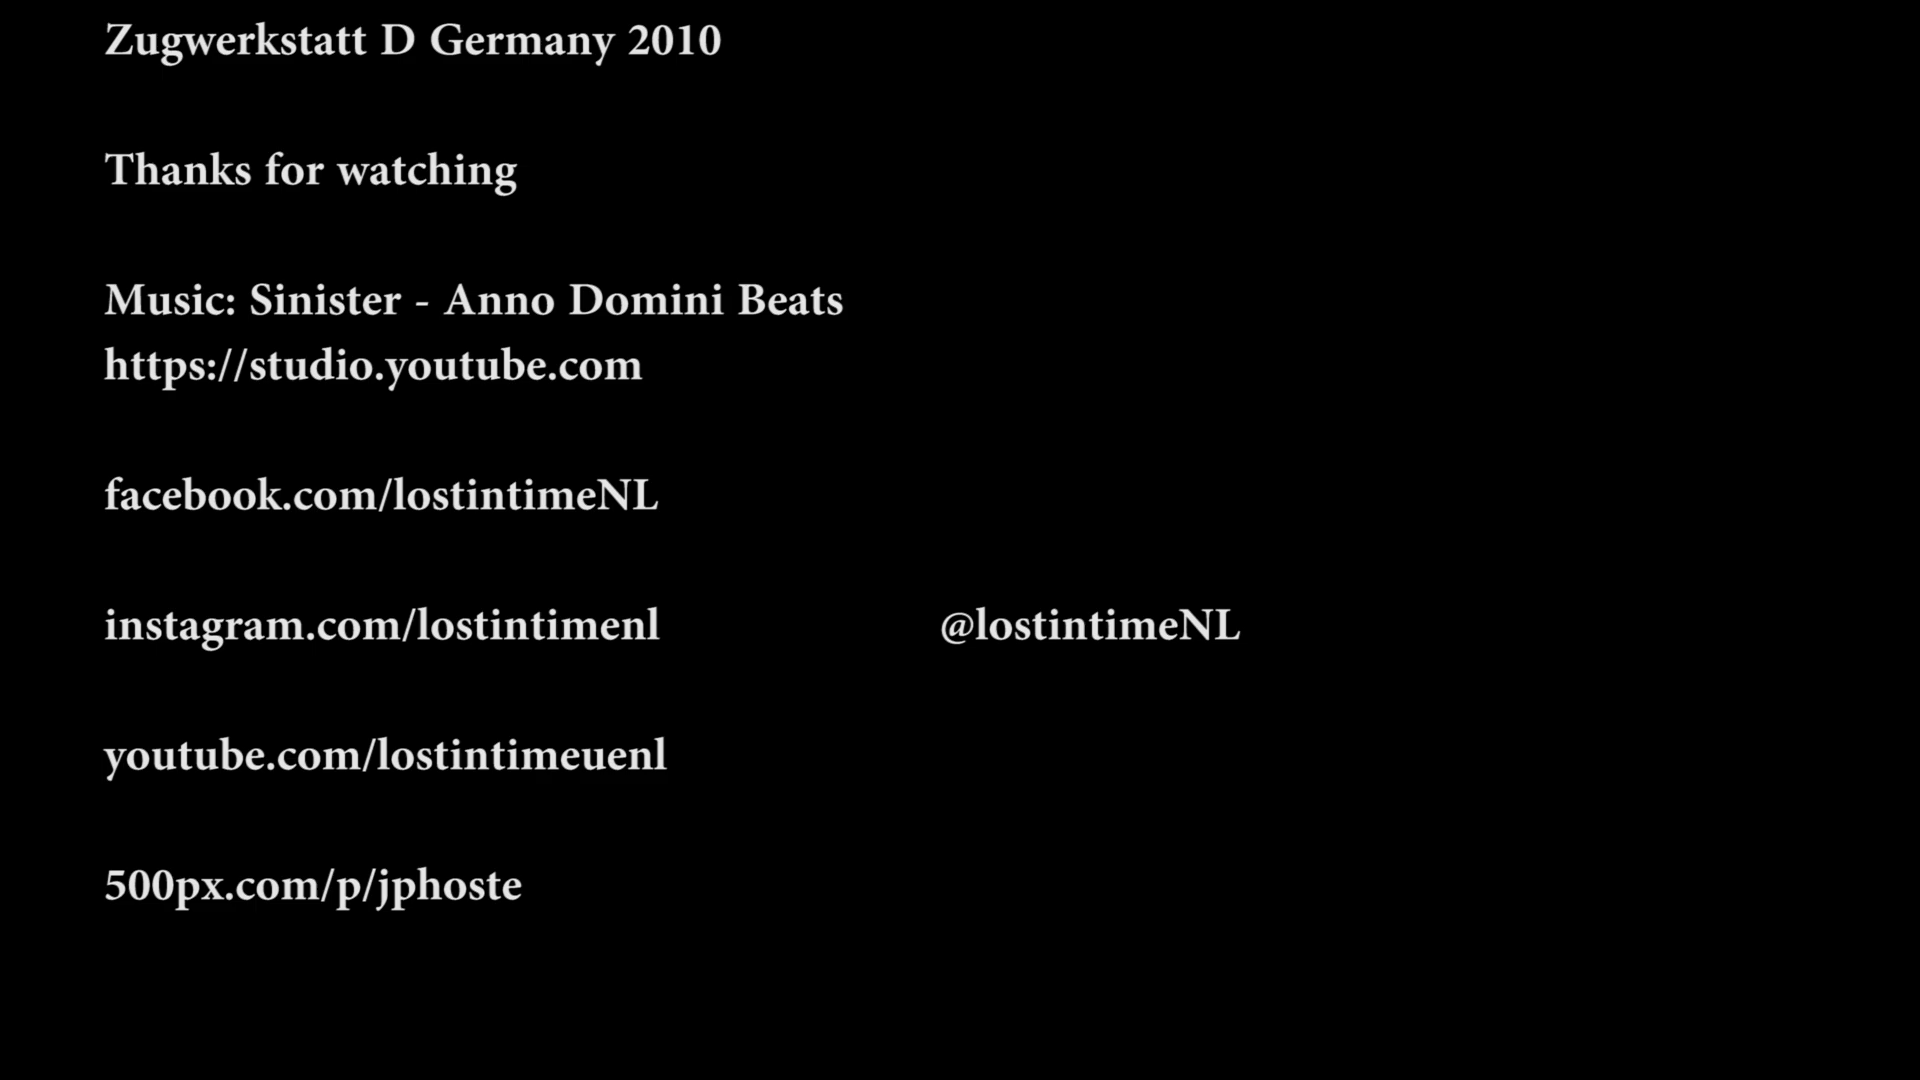 Zugwerkstatt D Germany 2010
Thanks for watching
Music: Sinister - Anno Domini Beats
https://studio.youtube.com
facebook.com/lostintimeNL
instagram.com/lostintimenl @lostintimeNL
youtube.com/lostintimeuenl
500px.com/p/jphoste